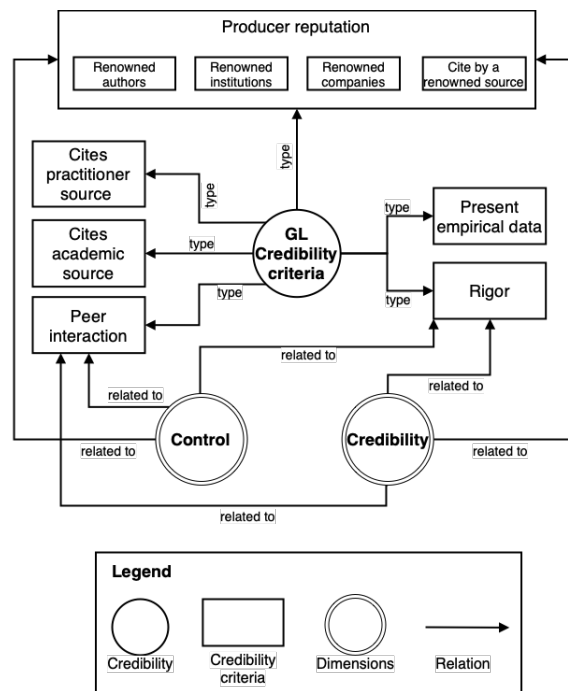 Producer reputation
Renowned
authors
Renowned
institutions
Renowned
companies
Cite by a
renowned source
type
Cites
practitioner
source
type
Cites
academic
source
type
GL
Credibility
criteria
type
Present
empirical data
type
Rigor
type
Peer
interaction
related to
related to
related to
Control
Credibility
related to
related to
related to
Legend
Credibility
Credibility
criteria
Dimensions
Relation